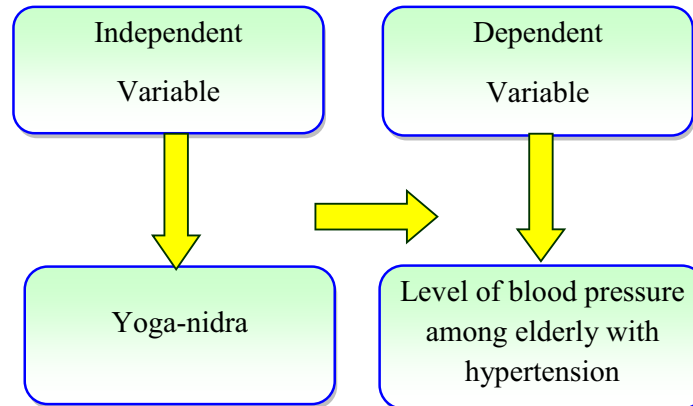 Independent
Variable
Dependent
Variable
Yoga-nidra
Level of blood pressure
among elderly with
hypertension